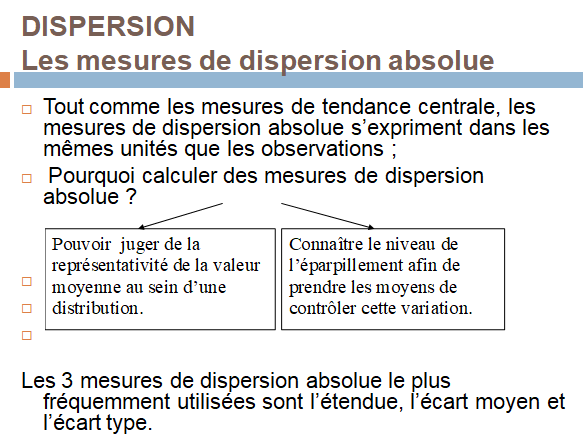 DISPERSION
Les mesures de dispersion absolue
Tout comme les mesures de tendance centrale, les
mesures de dispersion absolue s'expriment dans les
mêmes unités que les observations ;
Pourquoi calculer des mesures de dispersion
absolue ?
Pouvoir juger de la
représentativité de la valeur
moyenne au sein d'une
distribution.
Connaître le niveau de
l'éparpillement afin de
prendre les moyens de
contrôler cette variation.
Les 3 mesures de dispersion absolue le plus
fréquemment utilisées sont l'étendue, l'écart moyen et
l'écart type.